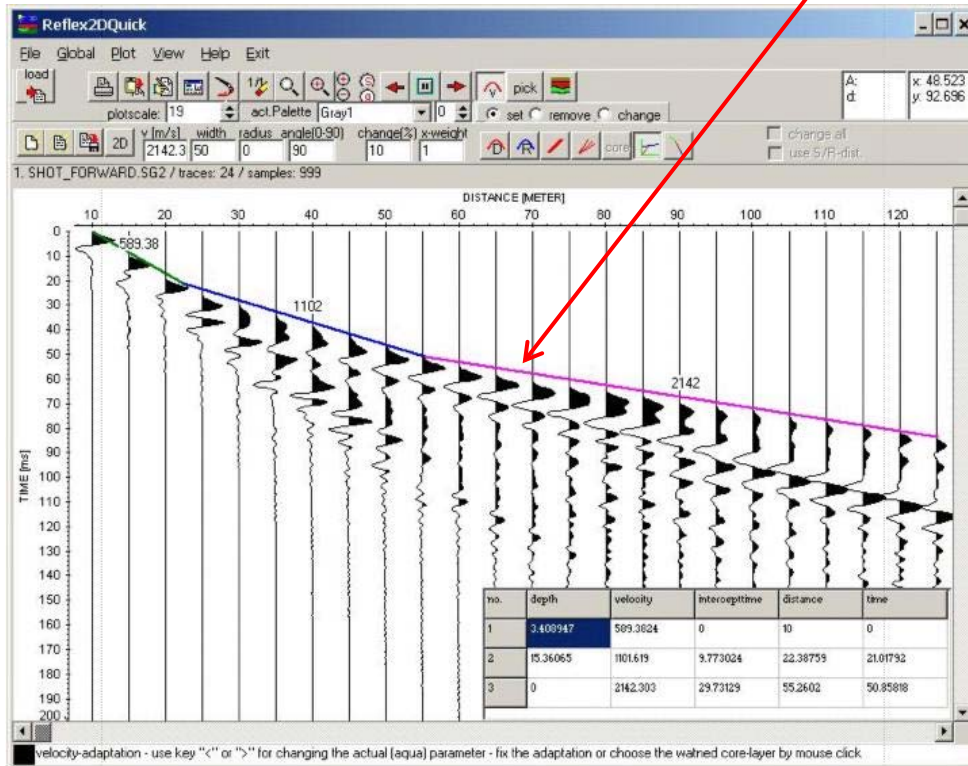 Reflex2DQuick
File Global Plot View Help Exit
load
1/2
pick
A:
d:
x: 48.523
y: 92.696
plotscale: 19 act.Palette Gray1 0 set remove change
v [m/s] width radius angle(0-90) change(%) x-weight
2D 2142.3 50 0 90 10 1 D R core
change all
use S/R-dist.
1. SHOT_FORWARD.SG2 / traces: 24 / samples: 999
DISTANCE [METER]
10 20 30 40 50 60 70 80 90 100 110 120
0
10
20
30
40
50
60
70
80
90
100
110
120
130
140
150
160
170
180
190
200
TIME [ms]
589.38
1102
2142
no. depth velocity intercepttime distance time
1 3.408947 589.3824 0 10 0
2 15.36065 1101.619 9.773024 22.38759 21.01792
3 0 2142.303 29.73129 55.2602 50.85818
velocity-adaptation - use key "<" or ">" for changing the actual (aqua) parameter - fix the adaptation or choose the watned core-layer by mouse click